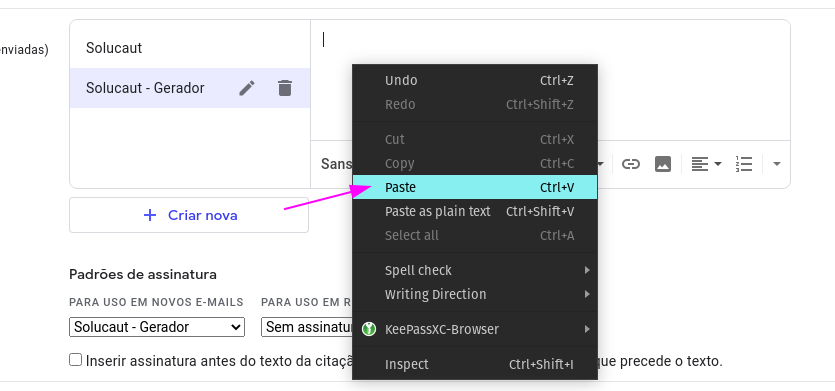 Solucaut
enviadas)
Solucaut - Gerador
Undo Ctrl+Z
Redo Ctrl+Shift+Z
Cut Ctrl+X
Copy Ctrl+C
Sans
Paste Ctrl+V
Paste as plain text Ctrl+Shift+V
Select all Ctrl+A
Criar nova
Spell check
Writing Direction
KeePassXC-Browser
Inspect Ctrl+Shift+I
Padrões de assinatura
PARA USO EM NOVOS E-MAILS PARA USO EM R
Solucaut - Gerador Sem assinatu
Inserir assinatura antes do texto da citaçã que precede o texto.